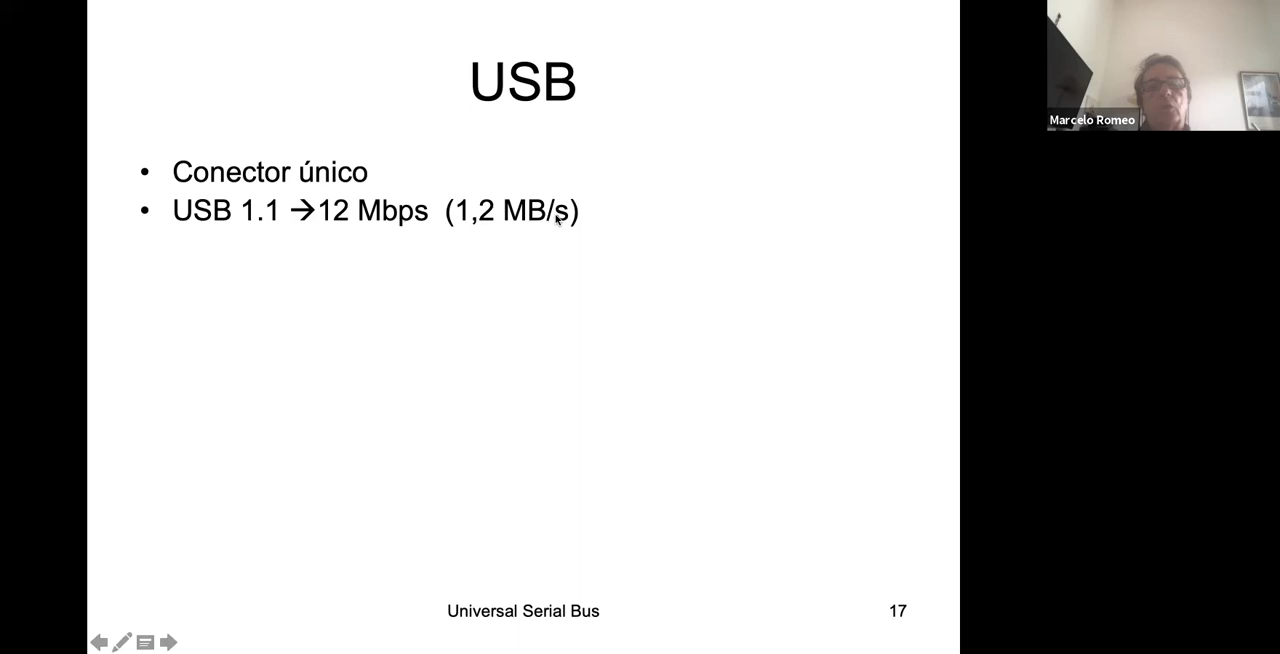 USB
• Conector único
• USB 1.1 →12 Mbps (1,2 MB/s)
Universal Serial Bus
17
Marcelo Romeo